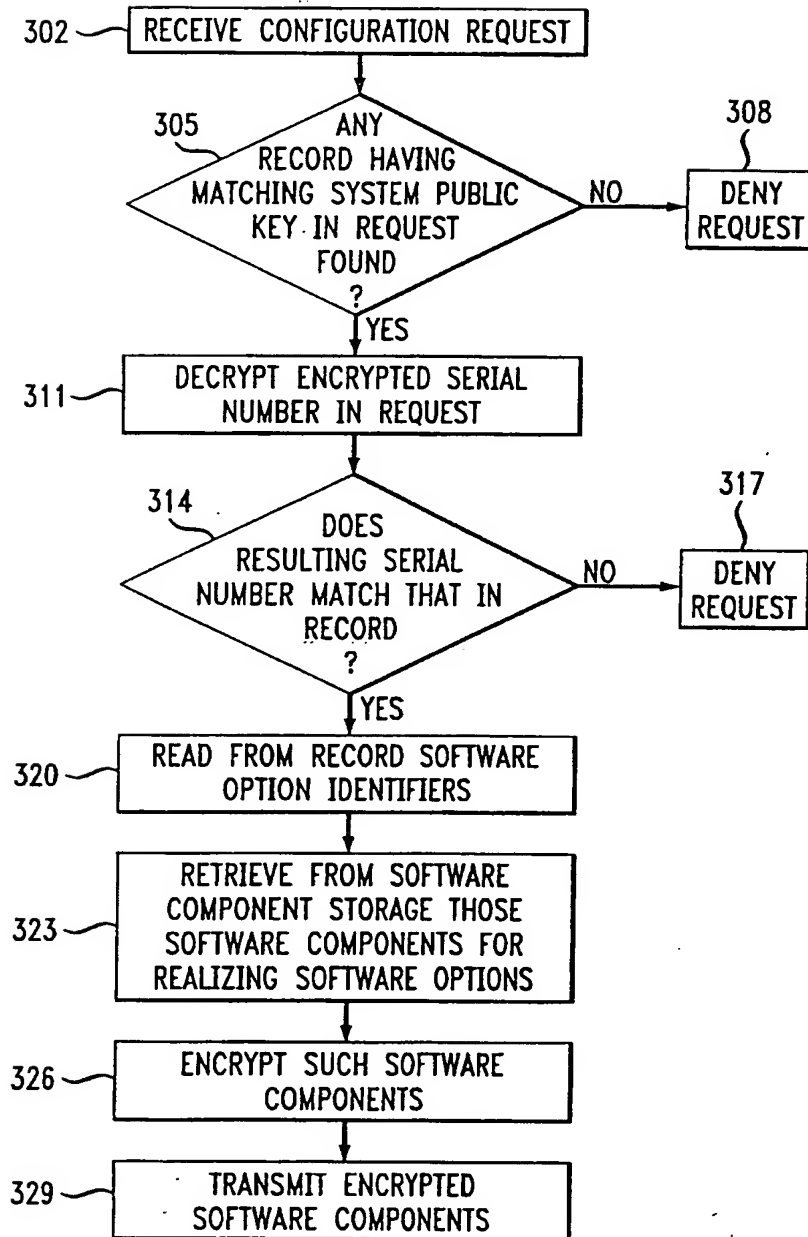 302
RECEIVE CONFIGURATION REQUEST
305
ANY
RECORD HAVING
MATCHING SYSTEM PUBLIC
KEY IN REQUEST
FOUND
?
NO
308
DENY
REQUEST
YES
311
DECRYPT ENCRYPTED SERIAL
NUMBER IN REQUEST
314
DOES
RESULTING SERIAL
NUMBER MATCH THAT IN
RECORD
?
NO
317
DENY
REQUEST
YES
320
READ FROM RECORD SOFTWARE
OPTION IDENTIFIERS
323
RETRIEVE FROM SOFTWARE
COMPONENT STORAGE THOSE
SOFTWARE COMPONENTS FOR
REALIZING SOFTWARE OPTIONS
326
ENCRYPT SUCH SOFTWARE
COMPONENTS
329
TRANSMIT ENCRYPTED
SOFTWARE COMPONENTS